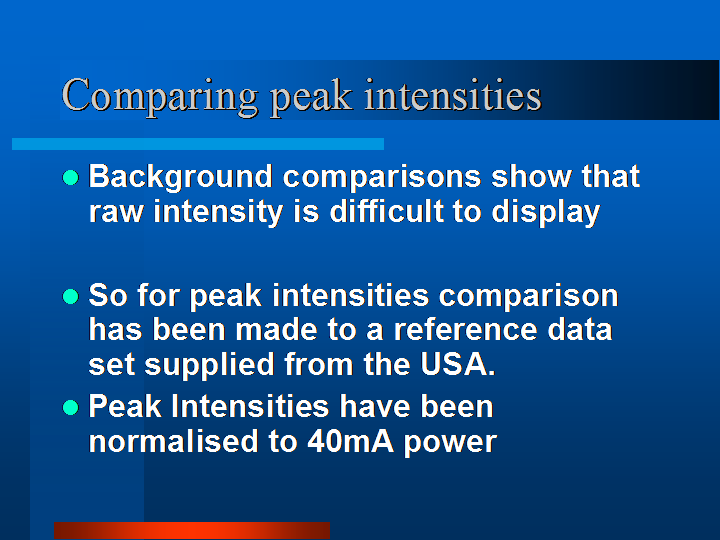 Comparing peak intensities
Background comparisons show that
raw intensity is difficult to display
So for peak intensities comparison
has been made to a reference data
set supplied from the USA.
Peak Intensities have been
normalised to 40mA power